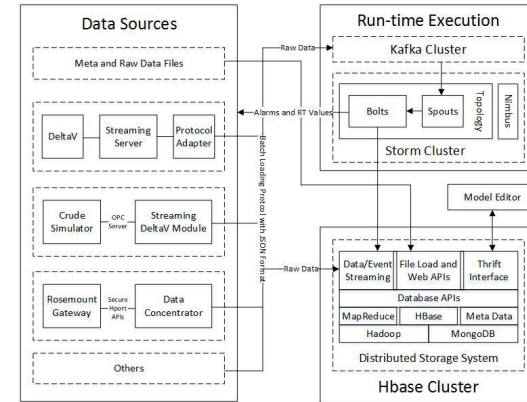 Data Sources
Meta and Raw Data Files
DeltaV
Streaming
Server
Protocol
Adapter
Crude
Simulator
OPC
Server
Streaming
DeltaV Module
Rosemount
Gateway
Secure
Hport
APIs
Data
Concentrator
Others
Raw Data
Alarms and RT Values
Batch Loading Protcol with JSON Format
Raw Data
Run-time Execution
Kafka Cluster
Bolts
Spouts
Topology
Nimbus
Storm Cluster
Model Editor
Data/Event
Streaming
File Load and
Web APIs
Thrift
Interface
Database APIs
MapReduce
HBase
Meta Data
Hadoop
MongoDB
Distributed Storage System
Hbase Cluster